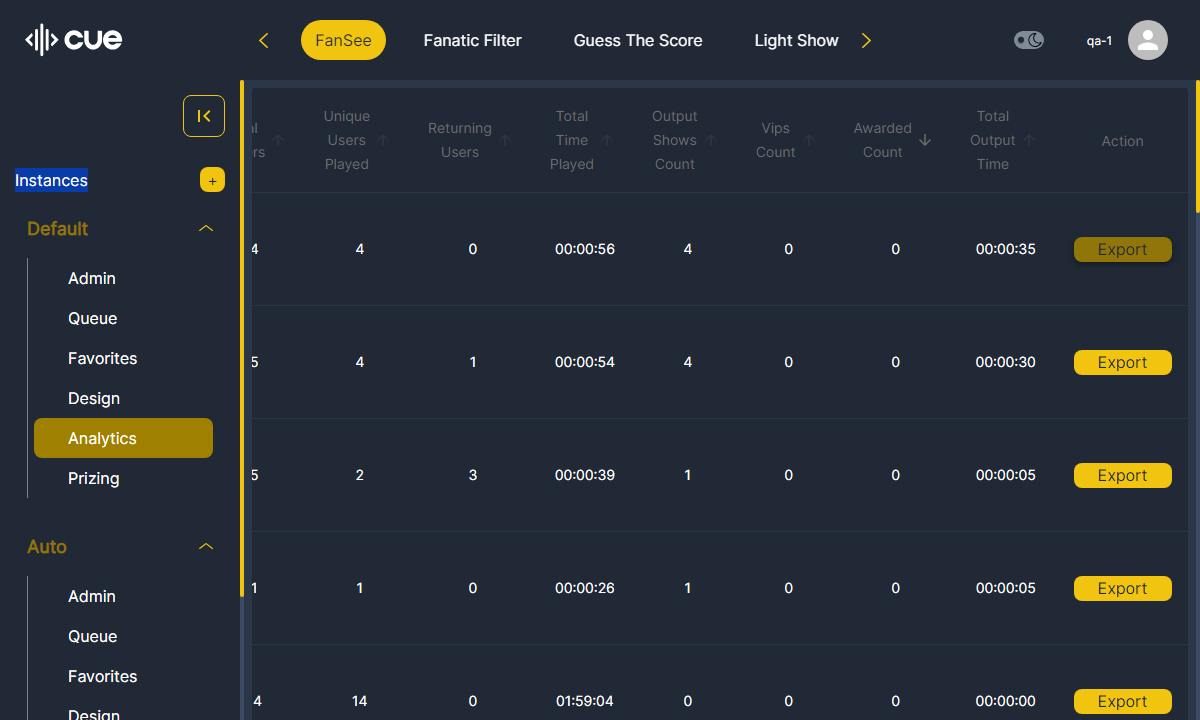 cue
FanSee
Fanatic Filter
Guess The Score
Light Show
qa-1
Instances
+
Default
Admin
Queue
Favorites
Design
Analytics
Prizing
Auto
Admin
Queue
Favorites
Design
Unique
Users
Played
Returning
Users
Total
Time
Played
Output
Shows
Count
Vips
Count
Awarded
Count
Total
Output
Time
Action
4 4 0 00:00:56 4 0 0 00:00:35 Export
5 4 1 00:00:54 4 0 0 00:00:30 Export
5 2 3 00:00:39 1 0 0 00:00:05 Export
1 1 0 00:00:26 1 0 0 00:00:05 Export
4 14 0 01:59:04 0 0 0 00:00:00 Export